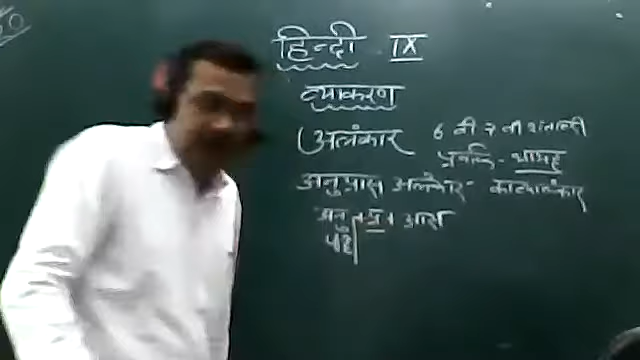 हिन्दी IX
व्याकरण
अलंकार 6 वी 7 वी शताब्दी
प्रवर्तक - भामह
अनुप्रास अलंकार - काव्यालंकार
अनु + प्र + आस